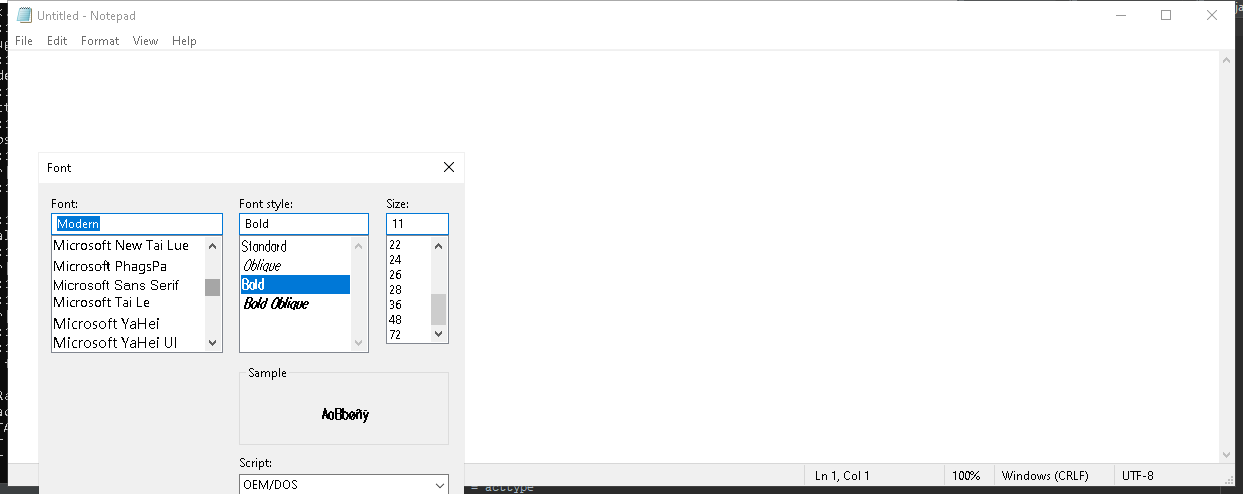 Untitled - Notepad
File Edit Format View Help
Font
Font: Font style: Size:
Modern Bold 11
Microsoft New Tai Lue
Microsoft PhagsPa
Microsoft Sans Serif
Microsoft Tai Le
Microsoft YaHei
Microsoft YaHei UI
Standard
Oblique
Bold
Bold Oblique
22
24
26
28
36
48
72
Sample
AaBbøñý
Script:
OEM/DOS
Ln 1, Col 1 100% Windows (CRLF) UTF-8
= acctype